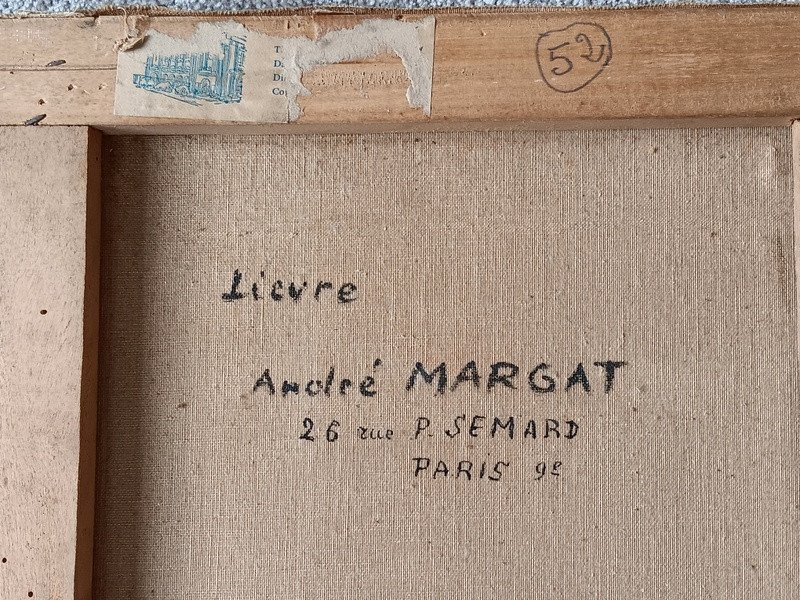 52
Lievre
André MARGAT
26 rue P. SEMARD
PARIS 9e